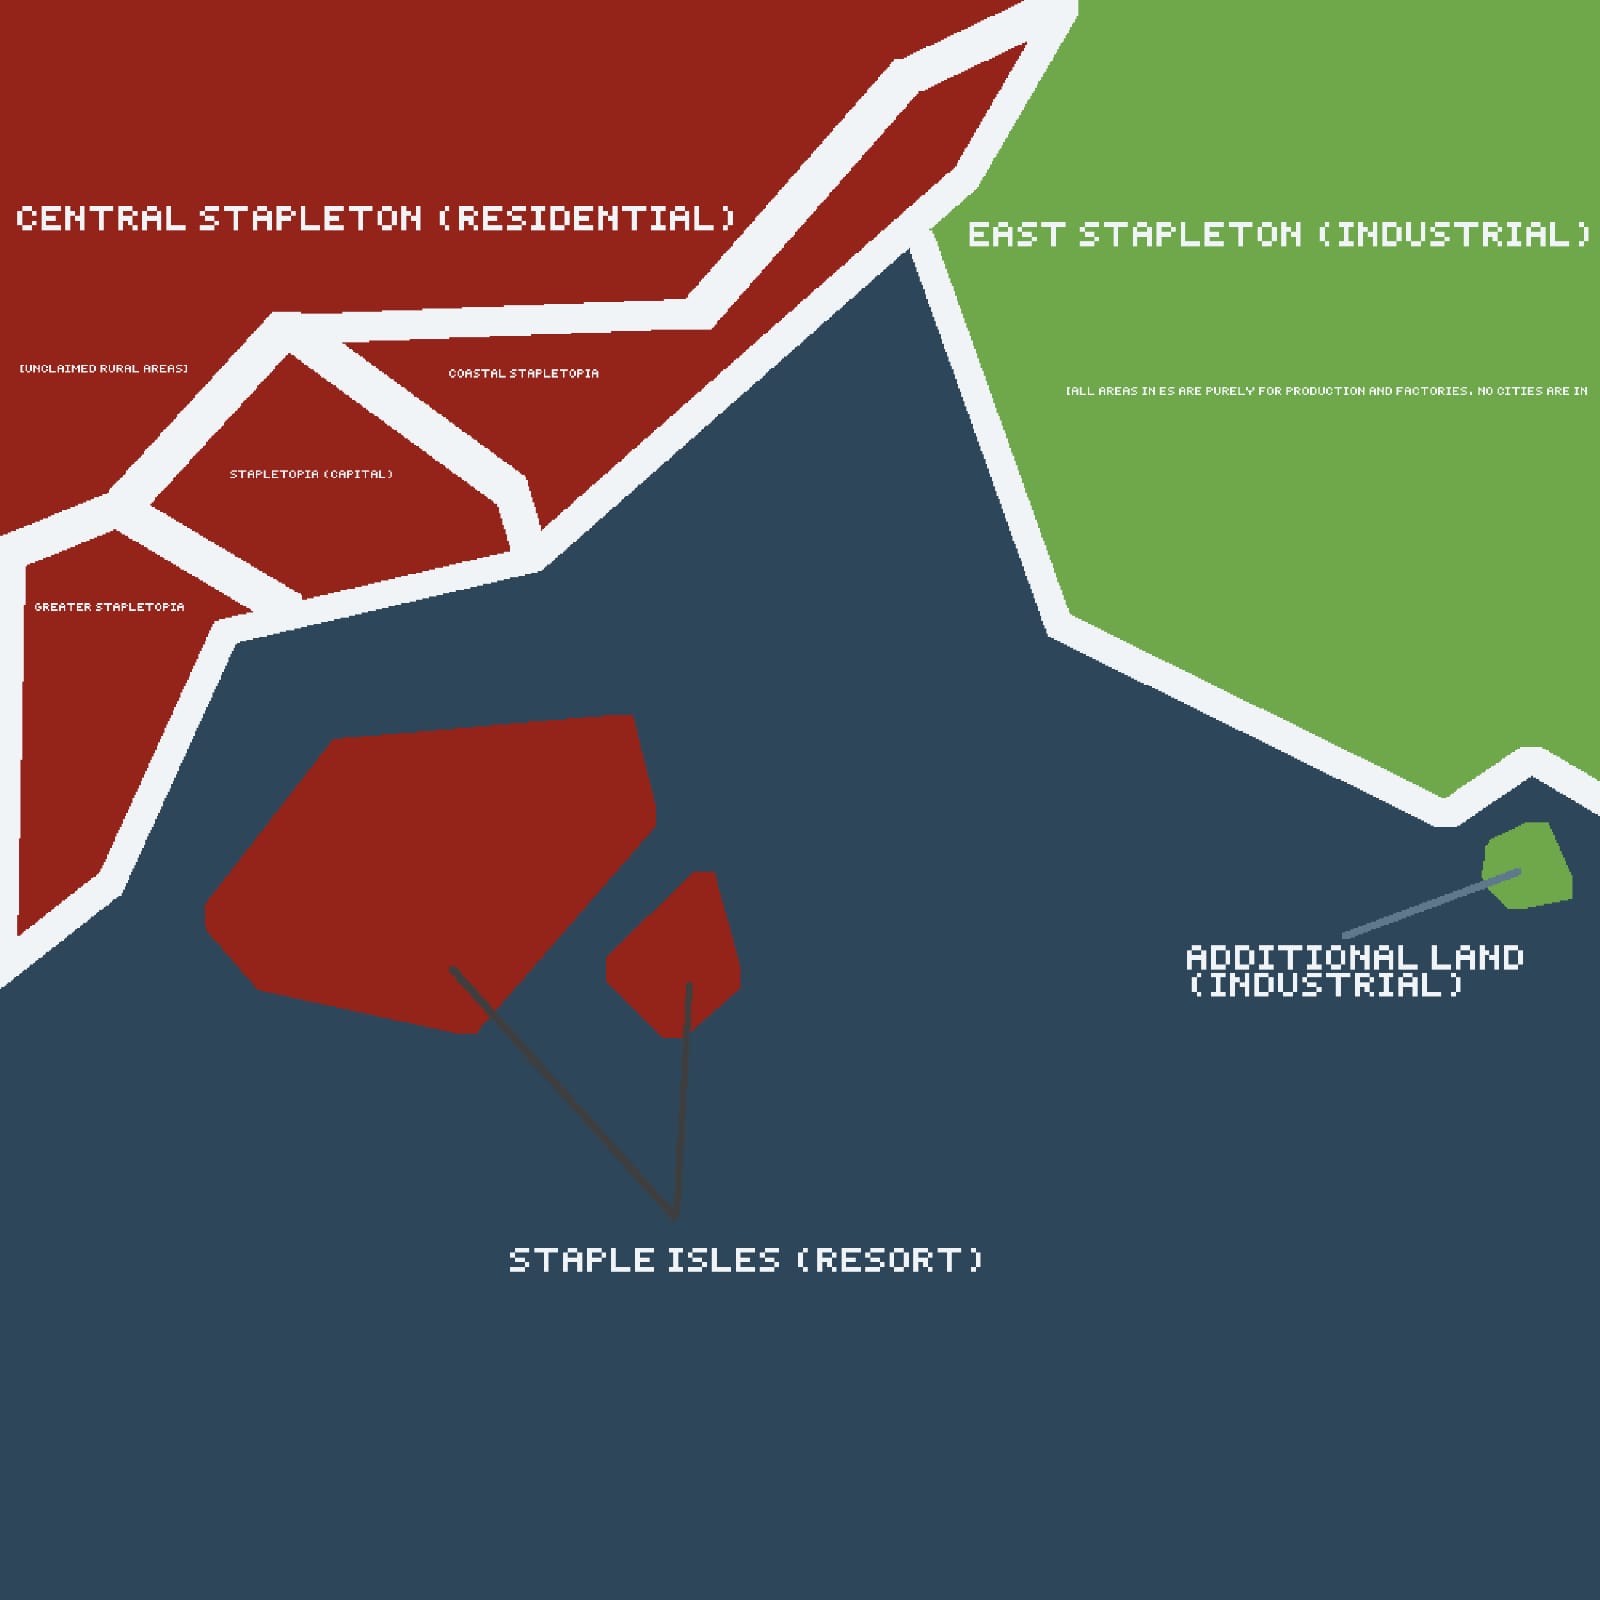 CENTRAL STAPLETON (RESIDENTIAL)
EAST STAPLETON (INDUSTRIAL)
[UNCLAIMED RURAL AREAS]
COASTAL STAPLETOPIA
[ALL AREAS IN ES ARE PURELY FOR PRODUCTION AND FACTORIES. NO CITIES ARE IN
STAPLETOPIA (CAPITAL)
GREATER STAPLETOPIA
ADDITIONAL LAND
(INDUSTRIAL)
STAPLE ISLES (RESORT)